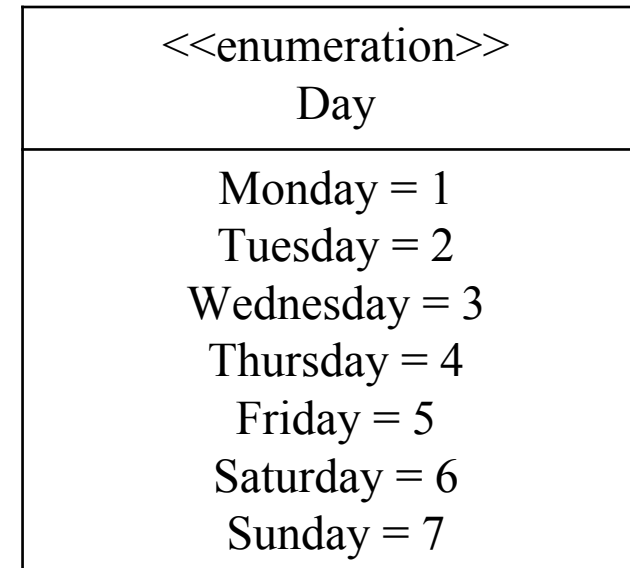 <<enumeration>>
Day
Monday = 1
Tuesday = 2
Wednesday = 3
Thursday = 4
Friday = 5
Saturday = 6
Sunday = 7